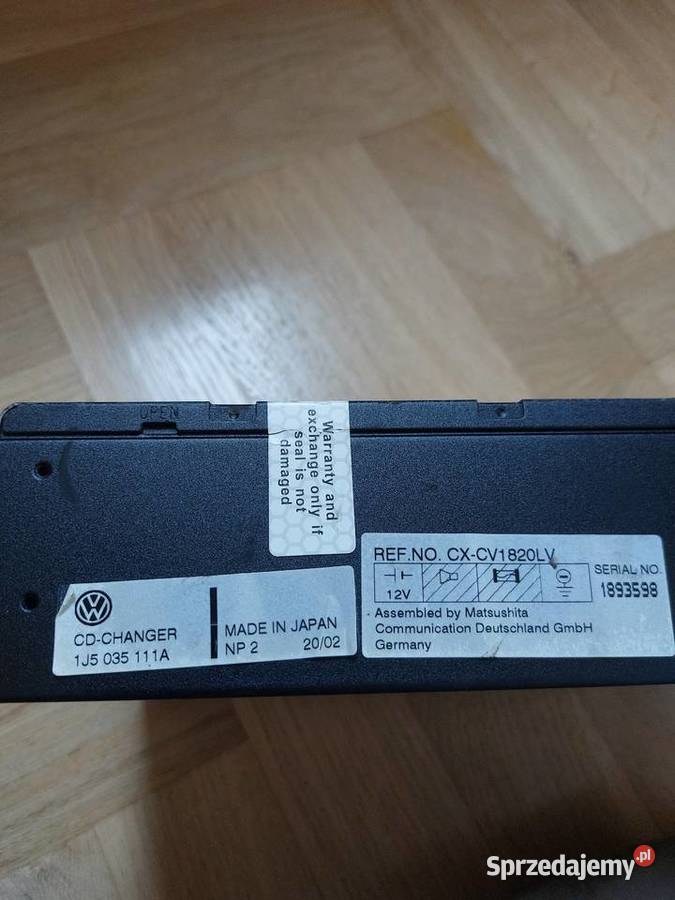 OPEN
Warranty and
exchange only if
seal is not
damaged
REF.NO. CX-CV1820LV
12V
SERIAL NO.
1893598
Assembled by Matsushita
Communication Deutschland GmbH
Germany
CD-CHANGER
1J5 035 111A
MADE IN JAPAN
NP 2 20/02
Sprzedajemy.pl